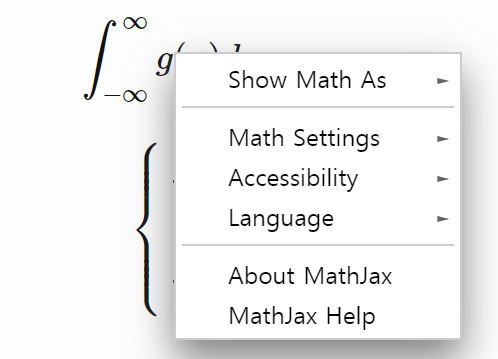 ∫
∞
−∞
g(
Show Math As
Math Settings
Accessibility
Language
About MathJax
MathJax Help